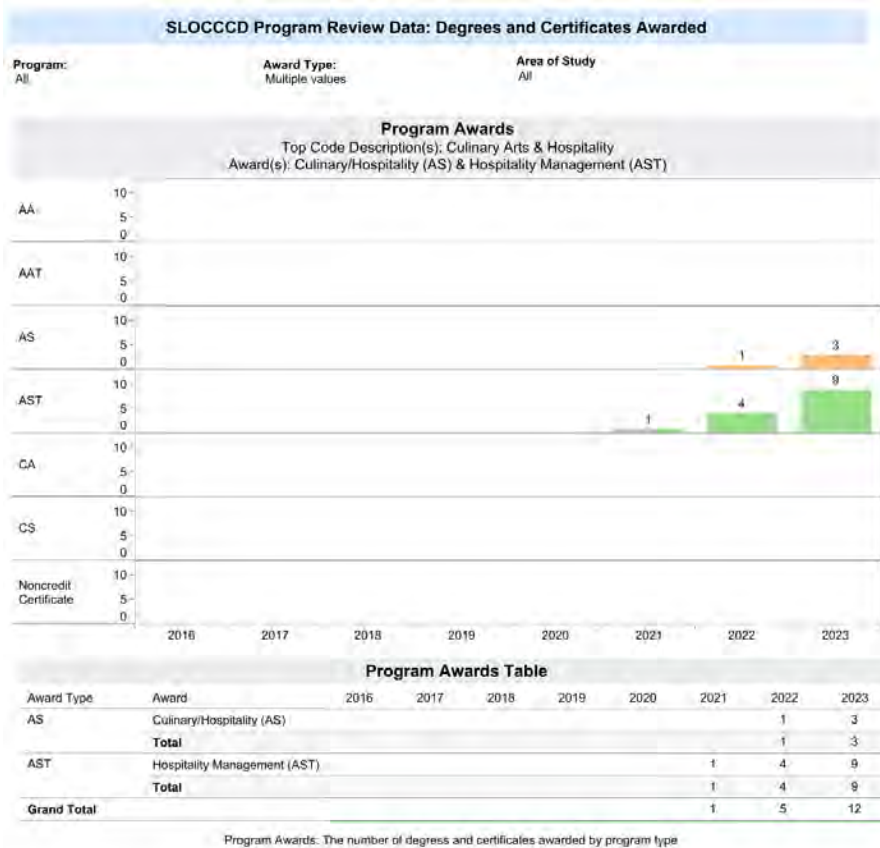 SLOCCCD Program Review Data: Degrees and Certificates Awarded
Program: Award Type: Area of Study
All Multiple values All
Program Awards
Top Code Description(s): Culinary Arts & Hospitality
Award(s): Culinary/Hospitality (AS) & Hospitality Management (AST)
AA 10 5 0
AAT 10 5 0
AS 10 5 0 1 3
AST 10 5 0 1 4 9
CA 10 5 0
CS 10 5 0
Noncredit Certificate 10 5 0
2016 2017 2018 2019 2020 2021 2022 2023
Program Awards Table
Award Type Award 2016 2017 2018 2019 2020 2021 2022 2023
AS Culinary/Hospitality (AS) 1 3
Total 1 3
AST Hospitality Management (AST) 1 4 9
Total 1 4 9
Grand Total 1 5 12
Program Awards: The number of degress and certificates awarded by program type